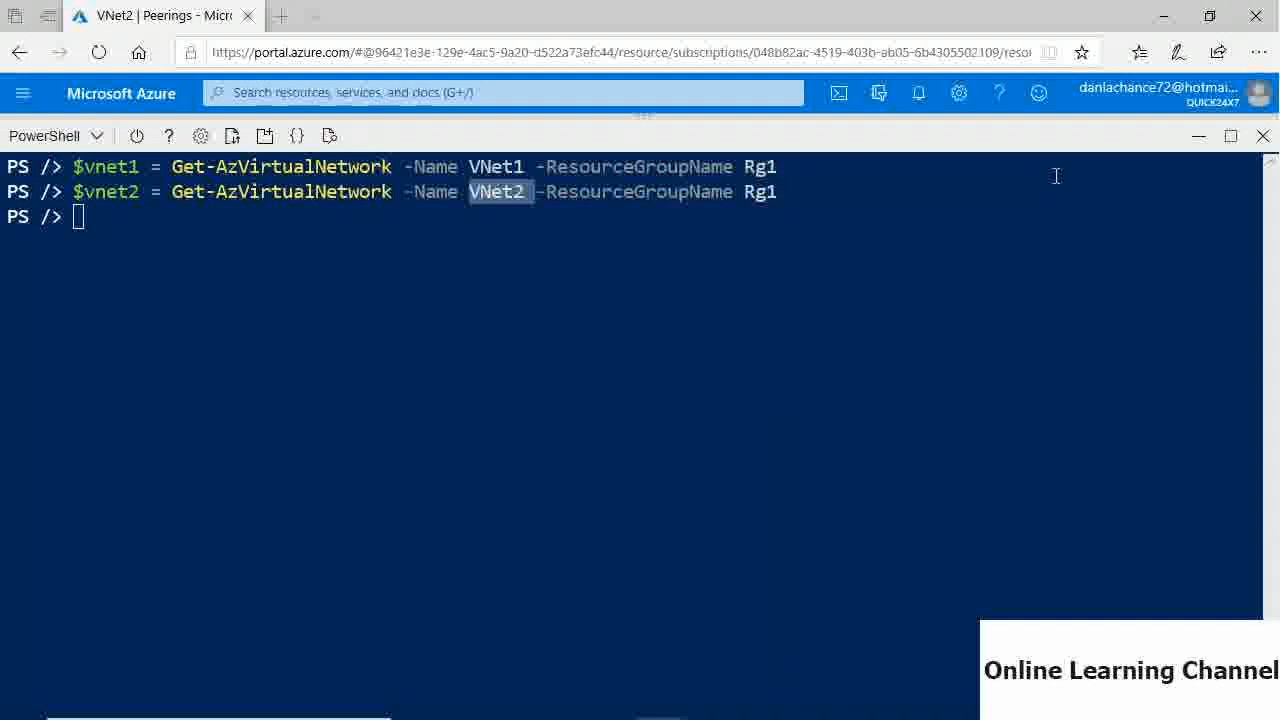 VNet2 | Peerings - Micro
https://portal.azure.com/#@96421e3e-129e-4ac5-9a20-d522a73efc44/resource/subscriptions/048b82ac-4519-403b-ab05-6b4305502109/resou
Microsoft Azure
Search resources, services, and docs (G+/)
danlachance72@hotmai...
QUICK24X7
PowerShell
PS /> $vnet1 = Get-AzVirtualNetwork -Name VNet1 -ResourceGroupName Rg1
PS /> $vnet2 = Get-AzVirtualNetwork -Name VNet2 -ResourceGroupName Rg1
PS />
Online Learning Channel